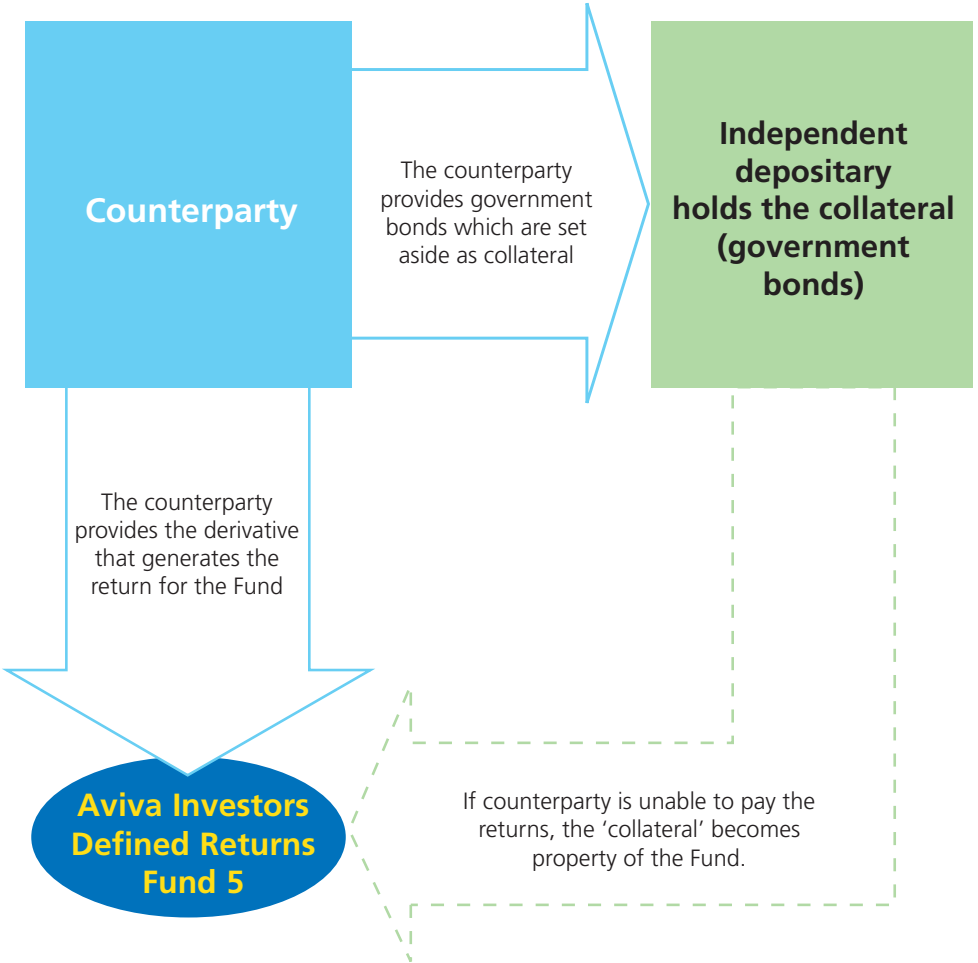 Counterparty
The counterparty
provides government
bonds which are set
aside as collateral
Independent
depositary
holds the collateral
(government
bonds)
The counterparty
provides the derivative
that generates the
return for the Fund
Aviva Investors
Defined Returns
Fund 5
If counterparty is unable to pay the
returns, the ‘collateral’ becomes
property of the Fund.